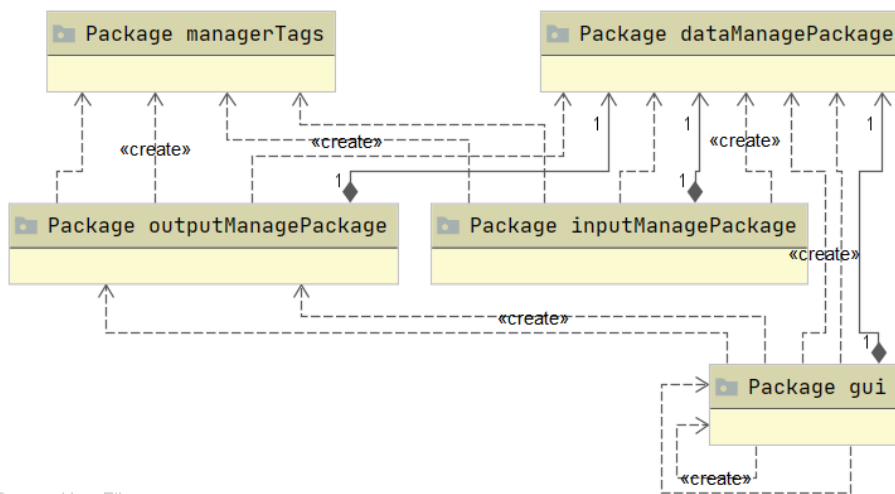 Package managerTags
Package dataManagePackage
1
1
1
«create»
«create»
«create»
1
1
Package outputManagePackage
Package inputManagePackage
«create»
«create»
1
Package gui
«create»